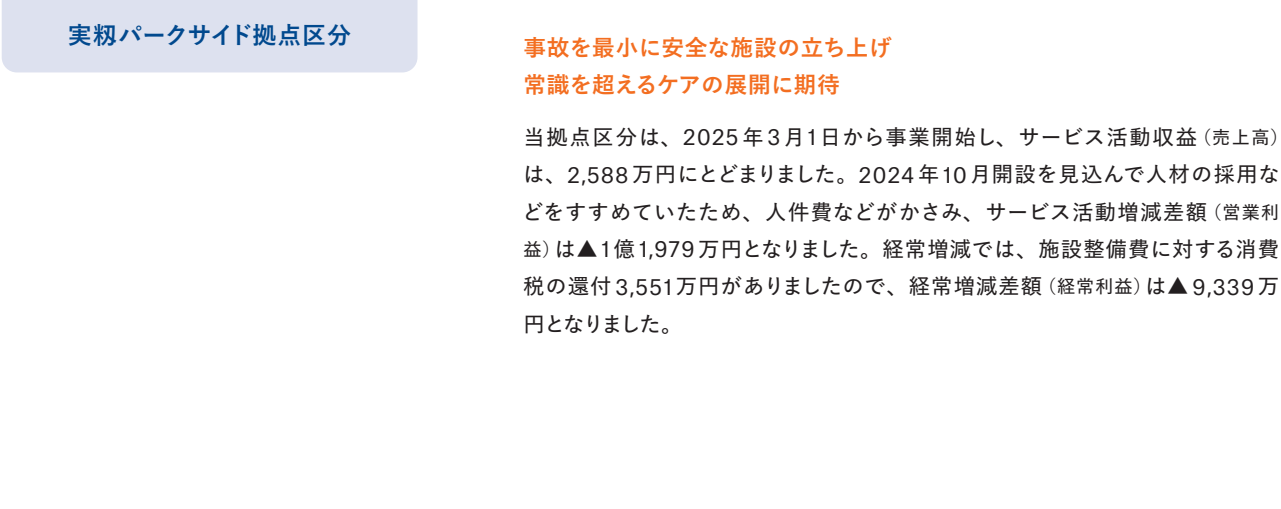 実籾パークサイド拠点区分
事故を最小に安全な施設の立ち上げ
常識を超えるケアの展開に期待
当拠点区分は、2025年3月1日から事業開始し、サービス活動収益(売上高)
は、2,588万円にとどまりました。2024年10月開設を見込んで人材の採用な
どをすすめていたため、人件費などがかさみ、サービス活動増減差額(営業利
益)は▲1億1,979万円となりました。経常増減では、施設整備費に対する消費
税の還付3,551万円がありましたので、経常増減差額(経常利益)は▲9,339万
円となりました。